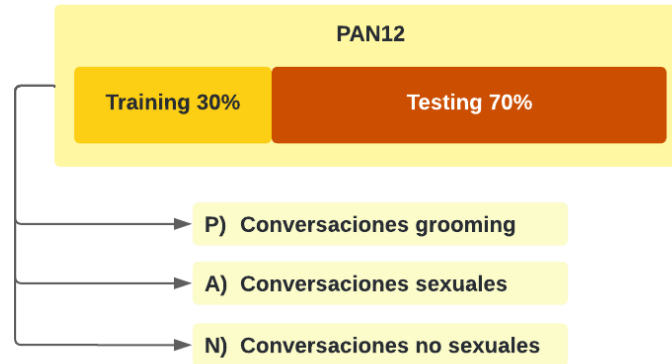 PAN12
Training 30% Testing 70%
P) Conversaciones grooming
A) Conversaciones sexuales
N) Conversaciones no sexuales